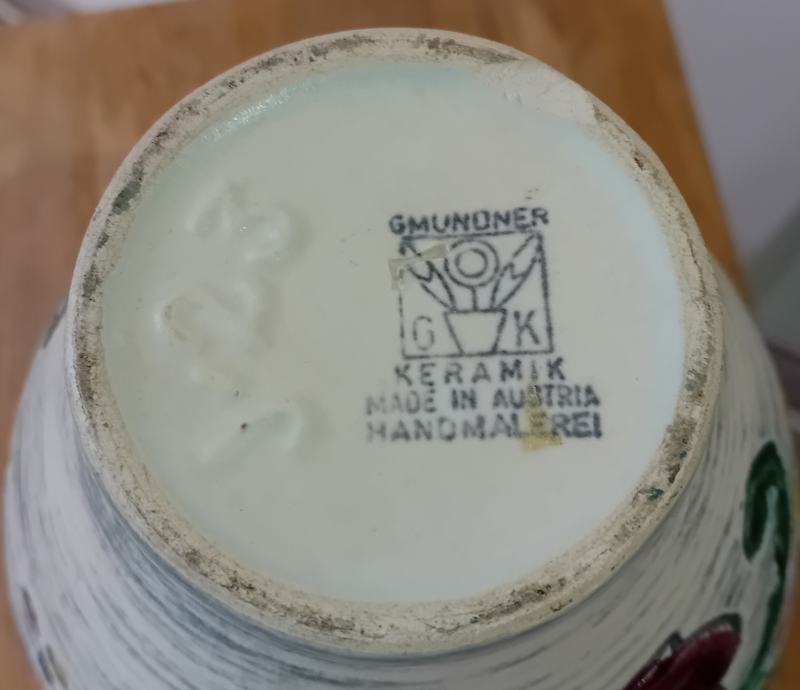 GMUNDNER
G K
KERAMIK
MADE IN AUSTRIA
HANDMALEREI